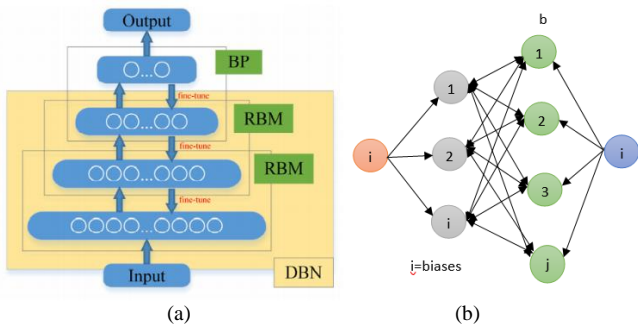 Output
○...○
BP
fine-tune
○○...○○
RBM
fine-tune
○○○...○○○
RBM
fine-tune
○○○○...○○○○
Input
DBN
(a)
b
1
1
2
i
2
i
3
i
j
i=biases
(b)